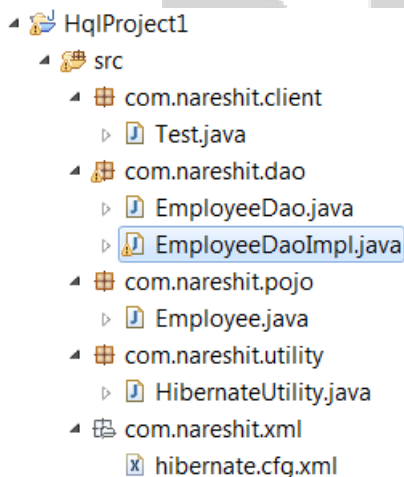 HqlProject1
src
com.nareshit.client
Test.java
com.nareshit.dao
EmployeeDao.java
EmployeeDaoImpl.java
com.nareshit.pojo
Employee.java
com.nareshit.utility
HibernateUtility.java
com.nareshit.xml
hibernate.cfg.xml